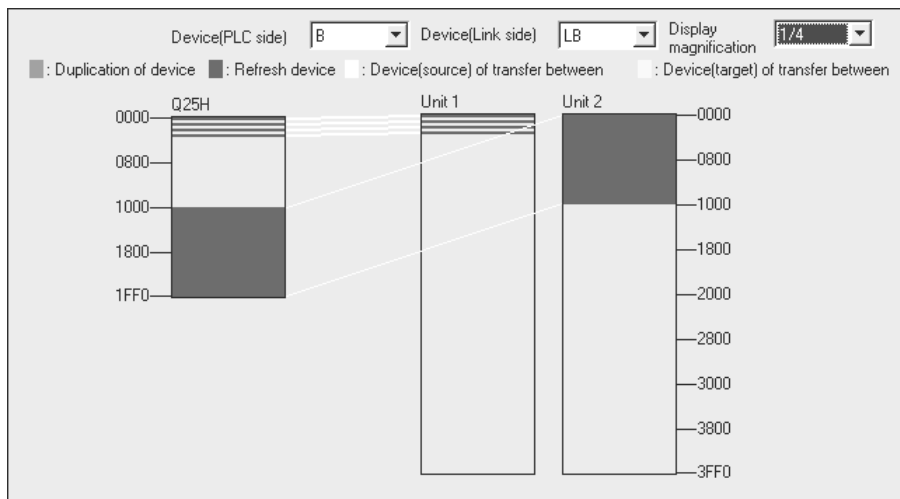 Device(PLC side) B Device(Link side) LB Display magnification 1/4
: Duplication of device : Refresh device : Device(source) of transfer between : Device(target) of transfer between
Q25H Unit 1 Unit 2
0000 0000
0800 0800
1000 1000
1800 1800
1FF0 2000
2800
3000
3800
3FF0